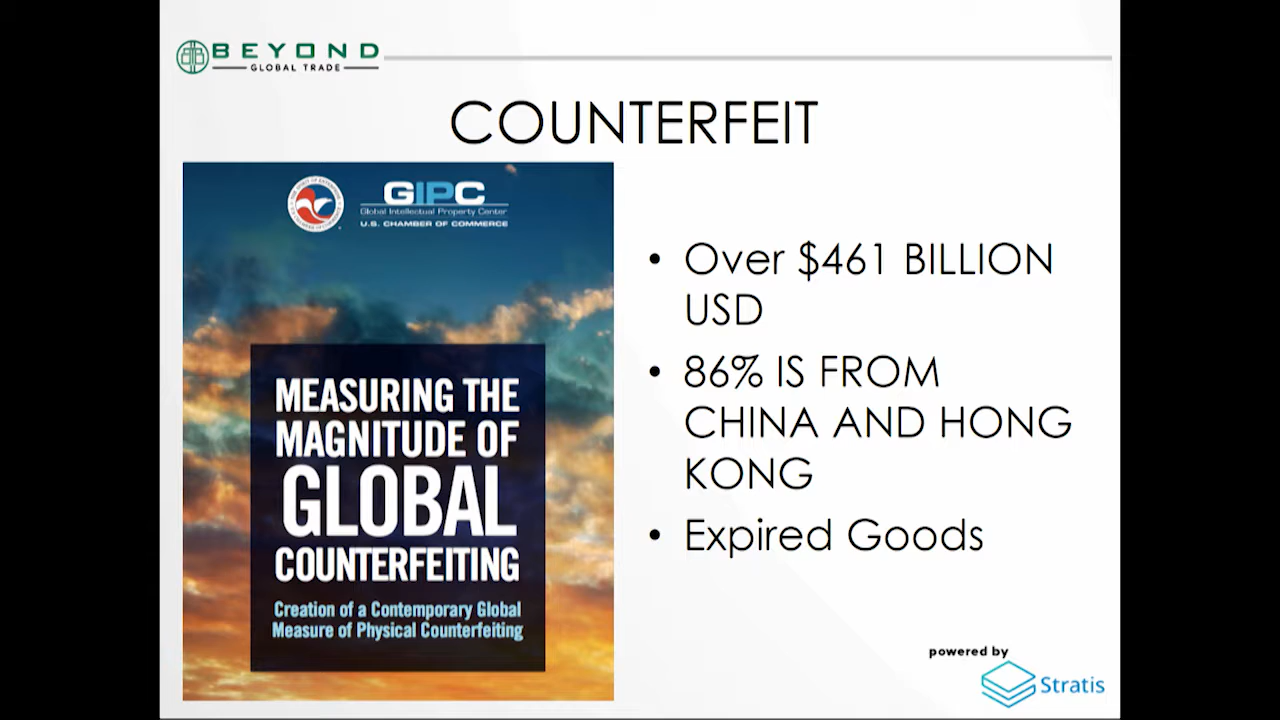 BEYOND
GLOBAL TRADE
COUNTERFEIT
GIPC
Global Intellectual Property Center
U.S. CHAMBER OF COMMERCE
MEASURING THE
MAGNITUDE OF
GLOBAL
COUNTERFEITING
Creation of a Contemporary Global
Measure of Physical Counterfeiting
• Over $461 BILLION
USD
• 86% IS FROM
CHINA AND HONG
KONG
• Expired Goods
powered by
Stratis